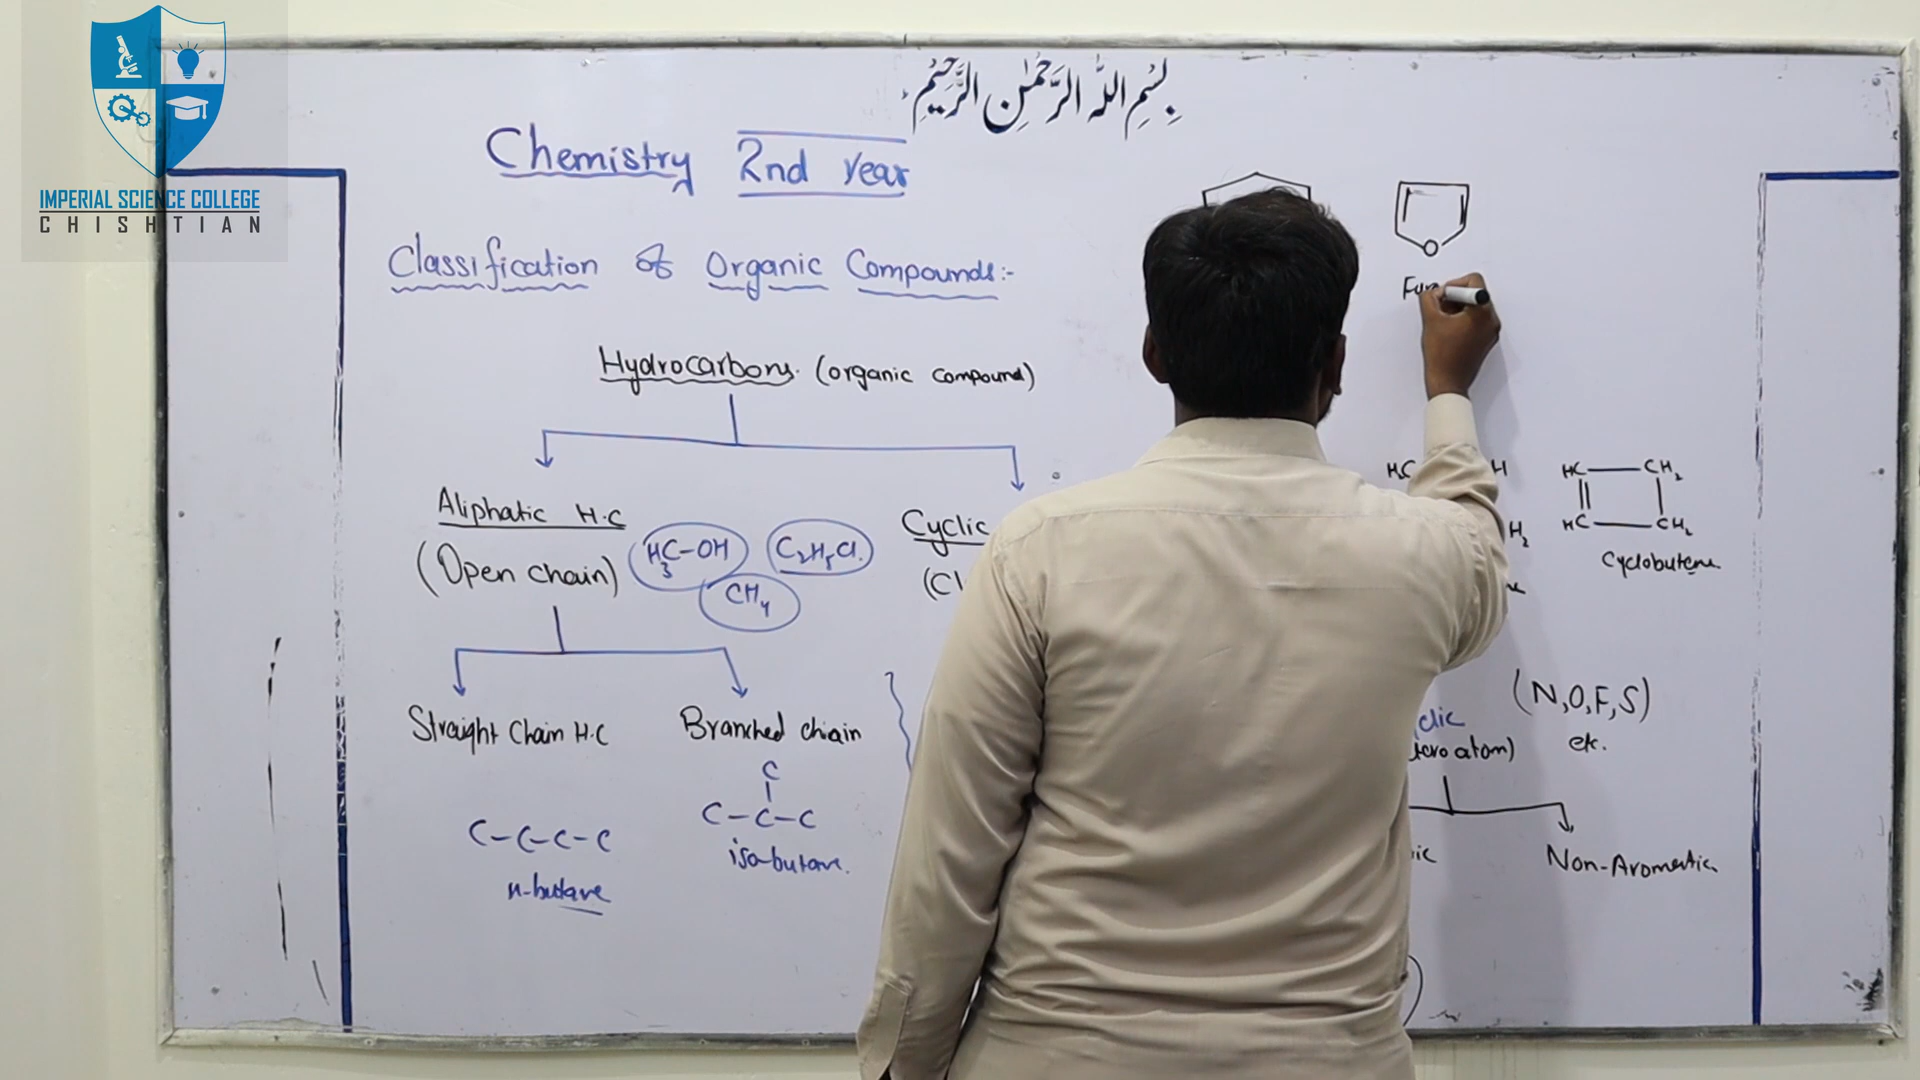 IMPERIAL SCIENCE COLLEGE
CHISHTIAN
بِسْمِ اللّٰهِ الرَّحْمٰنِ الرَّحِيْمِ
Chemistry 2nd Year
Classification of Organic Compounds:-
Hydrocarbons. (organic compound)
Aliphatic H.C
(Open chain)
H3C-OH
C2H5Cl.
CH4
Cyclic
(Cl
Straight Chain H.C
Branched chain
C-C-C-C
n-butane
C
C-C-C
iso-butane.
O
Fura
HC
H
H2
HC CH2
HC CH2
Cyclobutene
(N,O,F,S)
etc.
clic
tero atom)
ic
Non-Aromatic